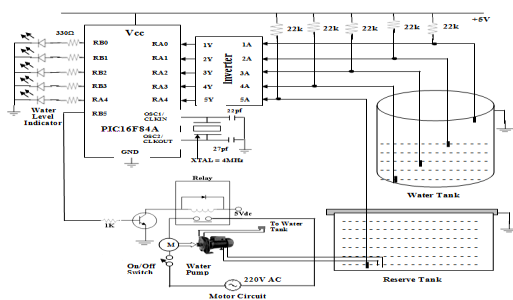 +5V
330Ω
Vcc
22k
22k
22k
22k
22k
RB0
RA0
1Y
1A
RB1
RA1
2Y
2A
RB2
RA2
3Y
3A
RB3
RA3
4Y
4A
RA4
RA4
5Y
5A
Inverter
Water
Level
Indicator
RB5
OSC1/
CLKIN
22pf
PIC16F84A
OSC2/
CLKOUT
27pf
GND
XTAL = 4MHz
Water Tank
Relay
5Vdc
1K
To Water
Tank
M
On/Off
Switch
Water
Pump
220V AC
Reserve Tank
Motor Circuit